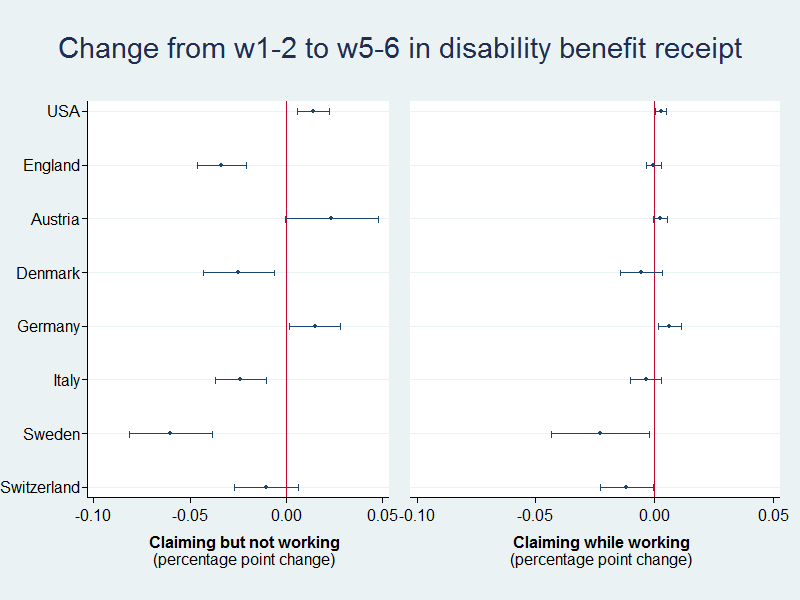 Change from w1-2 to w5-6 in disability benefit receipt
USA
England
Austria
Denmark
Germany
Italy
Sweden
Switzerland
-0.10 -0.05 0.00 0.05
Claiming but not working
(percentage point change)
-0.10 -0.05 0.00 0.05
Claiming while working
(percentage point change)